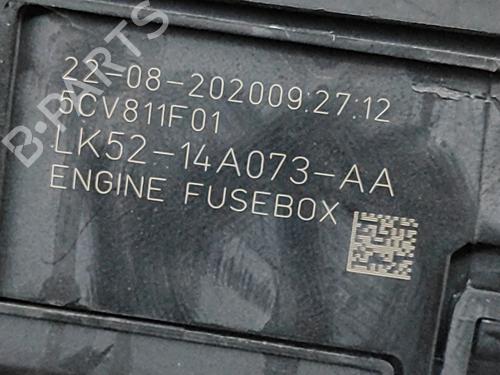 22-08-202009:27:12
5CV811F01
LK52-14A073-AA
ENGINE FUSEBOX
B-PARTS